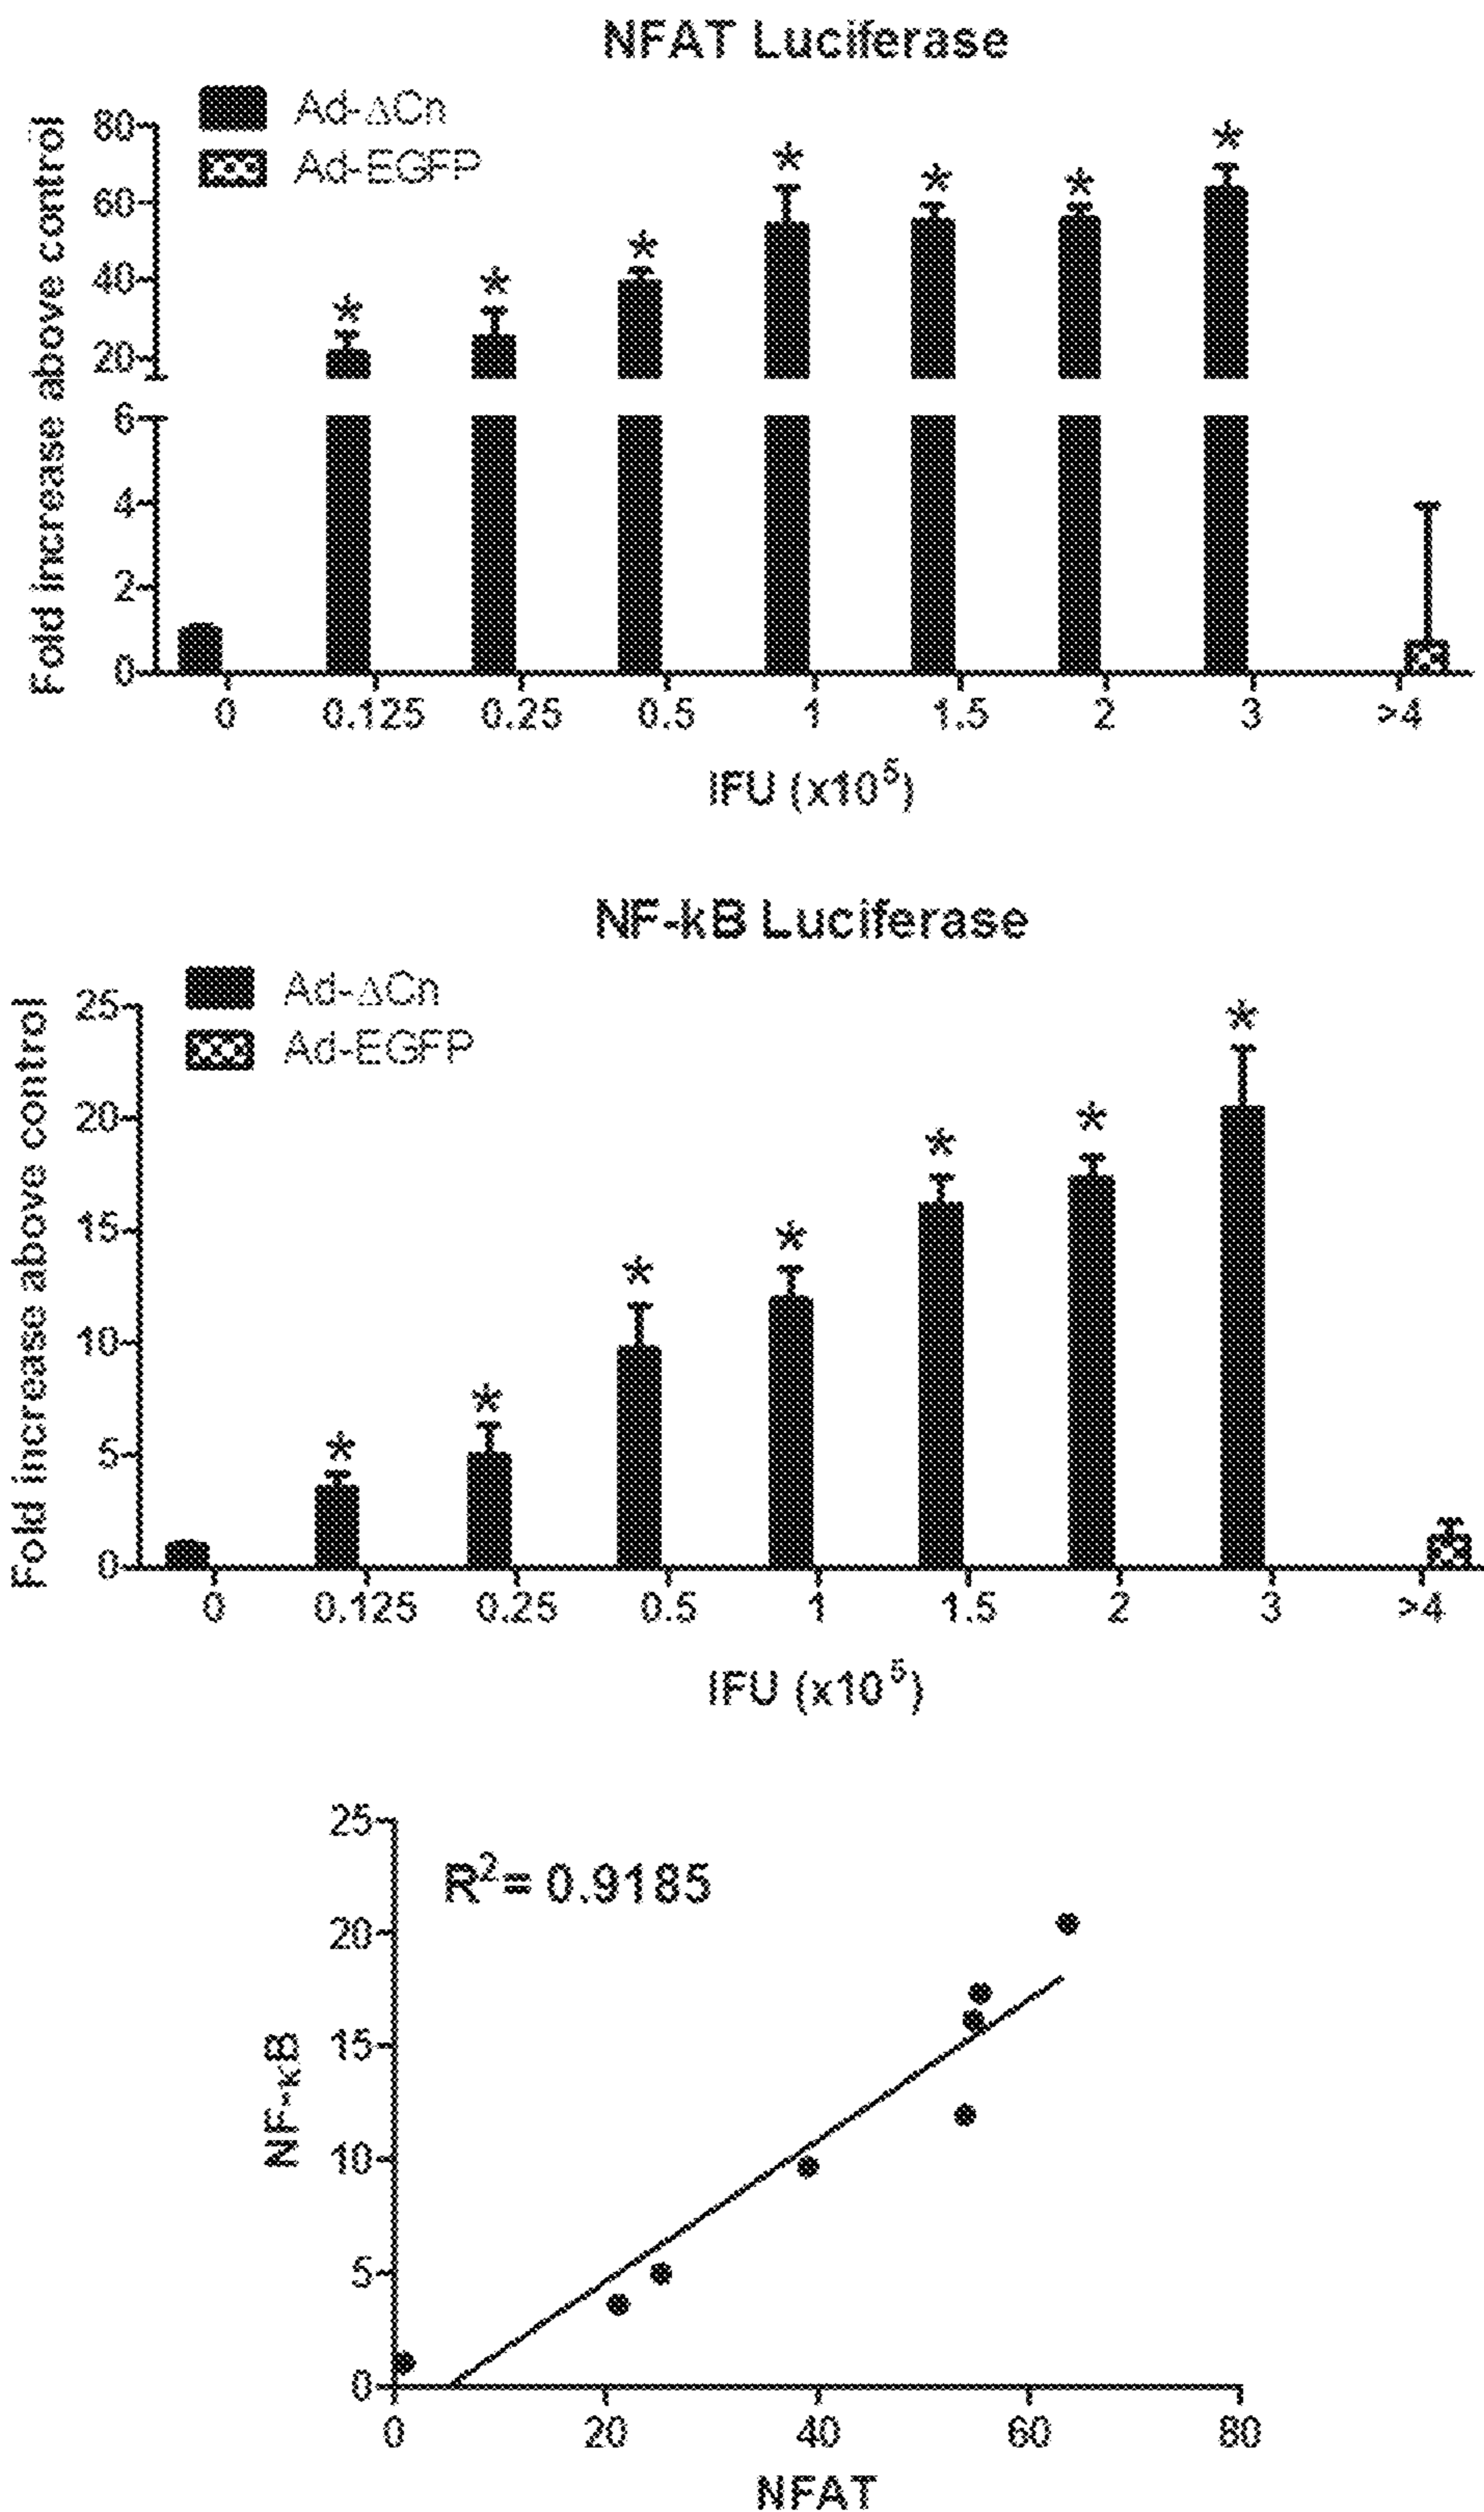 NFAT Luciferase
Ad-ΔCn
Ad-EGFP
Fold increase above control
80
60
40
20
6
4
2
0
*
*
*
*
*
*
*
0 0.125 0.25 0.5 1 1.5 2 3 >4
IFU (x10⁵)
NF-kB Luciferase
Ad-ΔCn
Ad-EGFP
Fold increase above control
25
20
15
10
5
0
*
*
*
*
*
*
*
0 0.125 0.25 0.5 1 1.5 2 3 >4
IFU (x10⁵)
R²= 0.9185
NF-κB
25
20
15
10
5
0
0 20 40 60 80
NFAT